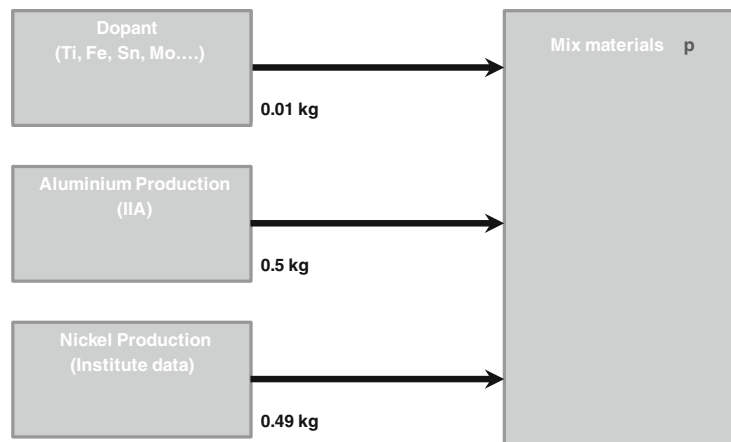 Dopant
(Ti, Fe, Sn, Mo....)
0.01 kg
Mix materials p
Aluminium Production
(IIA)
0.5 kg
Nickel Production
(Institute data)
0.49 kg